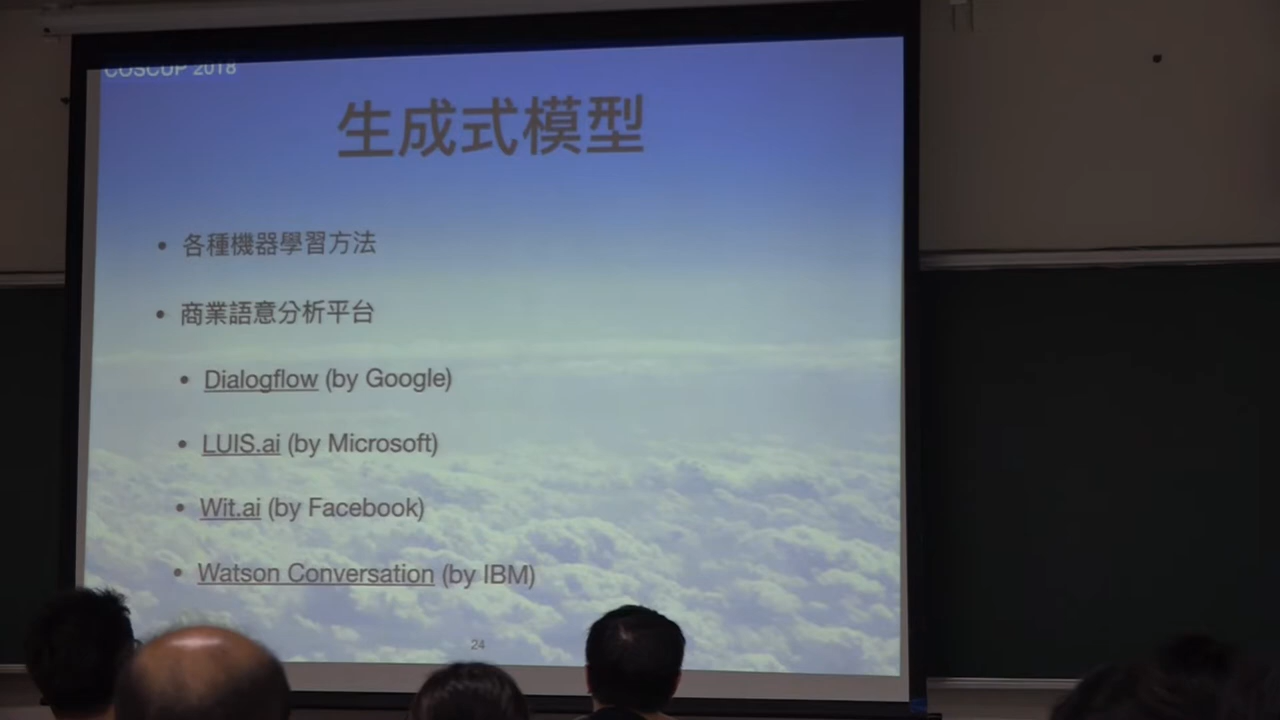 COSCUP 2018
生成式模型
• 各種機器學習方法
• 商業語意分析平台
• Dialogflow (by Google)
• LUIS.ai (by Microsoft)
• Wit.ai (by Facebook)
• Watson Conversation (by IBM)
24